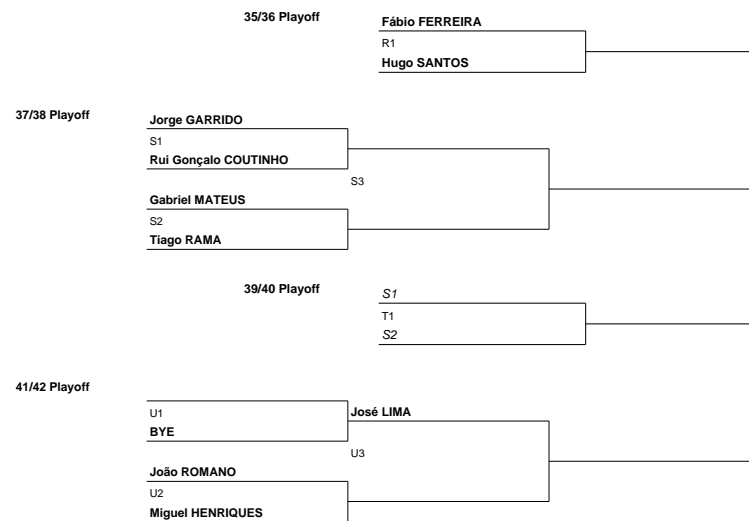 35/36 Playoff
Fábio FERREIRA
R1
Hugo SANTOS
37/38 Playoff
Jorge GARRIDO
S1
Rui Gonçalo COUTINHO
S3
Gabriel MATEUS
S2
Tiago RAMA
39/40 Playoff
S1
T1
S2
41/42 Playoff
U1
José LIMA
BYE
U3
João ROMANO
U2
Miguel HENRIQUES